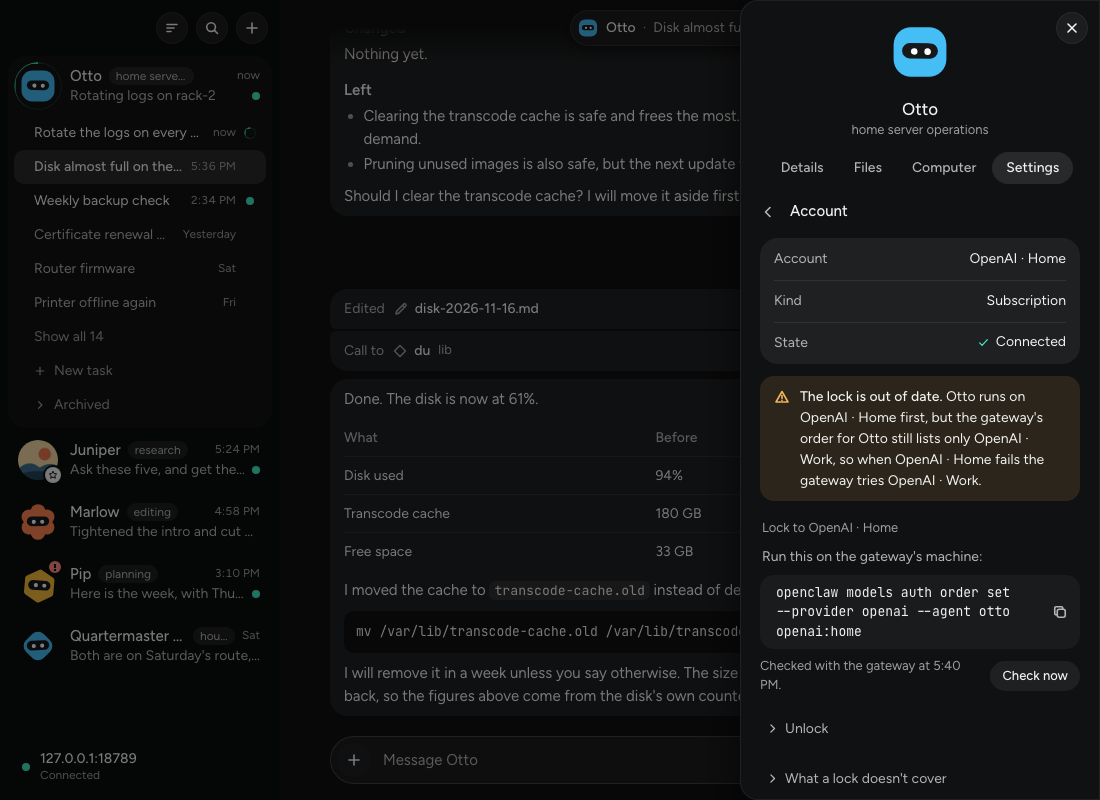 Otto home serve... now
Rotating logs on rack-2
Rotate the logs on every ... now
Disk almost full on the... 5:36 PM
Weekly backup check 2:34 PM
Certificate renewal ... Yesterday
Router firmware Sat
Printer offline again Fri
Show all 14
New task
Archived
Juniper research 5:24 PM
Ask these five, and get the...
Marlow editing 4:58 PM
Tightened the intro and cut ...
Pip planning 3:10 PM
Here is the week, with Thu...
Quartermaster ... hou... Sat
Both are on Saturday's route,...
127.0.0.1:18789
Connected
Otto · Disk almost fu
Changed
Nothing yet.
Left
• Clearing the transcode cache is safe and frees the most.
demand.
• Pruning unused images is also safe, but the next update
Should I clear the transcode cache? I will move it aside first
Edited disk-2026-11-16.md
Call to du lib
Done. The disk is now at 61%.
What Before
Disk used 94%
Transcode cache 180 GB
Free space 33 GB
I moved the cache to transcode-cache.old instead of de
mv /var/lib/transcode-cache.old /var/lib/transcod
I will remove it in a week unless you say otherwise. The size
back, so the figures above come from the disk's own count
Message Otto
Otto
home server operations
Details Files Computer Settings
Account
Account OpenAI · Home
Kind Subscription
State Connected
The lock is out of date. Otto runs on
OpenAI · Home first, but the gateway's
order for Otto still lists only OpenAI ·
Work, so when OpenAI · Home fails the
gateway tries OpenAI · Work.
Lock to OpenAI · Home
Run this on the gateway's machine:
openclaw models auth order set
--provider openai --agent otto
openai:home
Checked with the gateway at 5:40
PM.
Check now
Unlock
What a lock doesn't cover